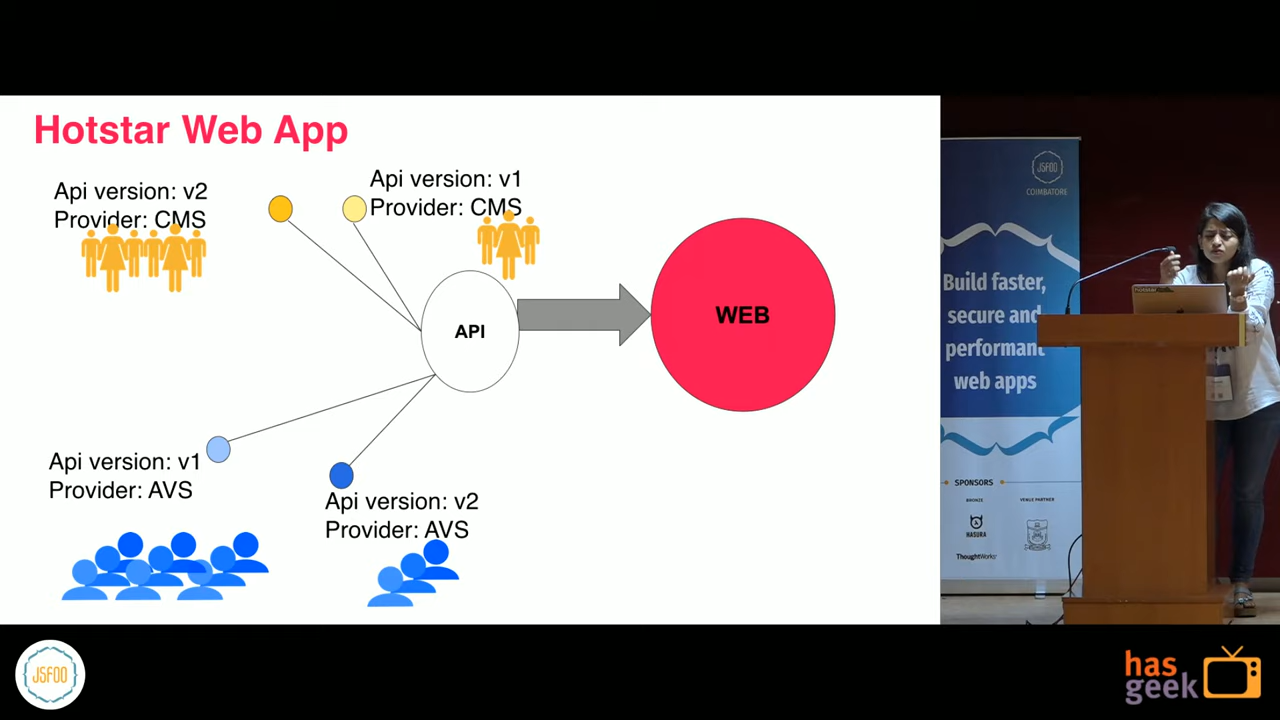 Hotstar Web App
Api version: v2
Provider: CMS
Api version: v1
Provider: CMS
API
WEB
Api version: v1
Provider: AVS
Api version: v2
Provider: AVS
JSFOO
COIMBATORE
Build faster,
secure and
performant
web apps
SPONSORS
BRONZE
VENUE PARTNER
HASURA
ThoughtWorks
hotstar
JSFOO
has
geek